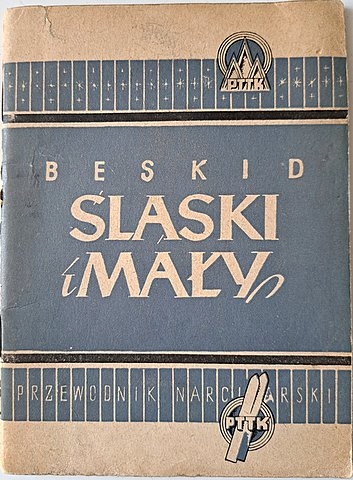 PTTK
BESKID
ŚLĄSKI
i MAŁY
PRZEWODNIK NARCIARSKI
PTTK